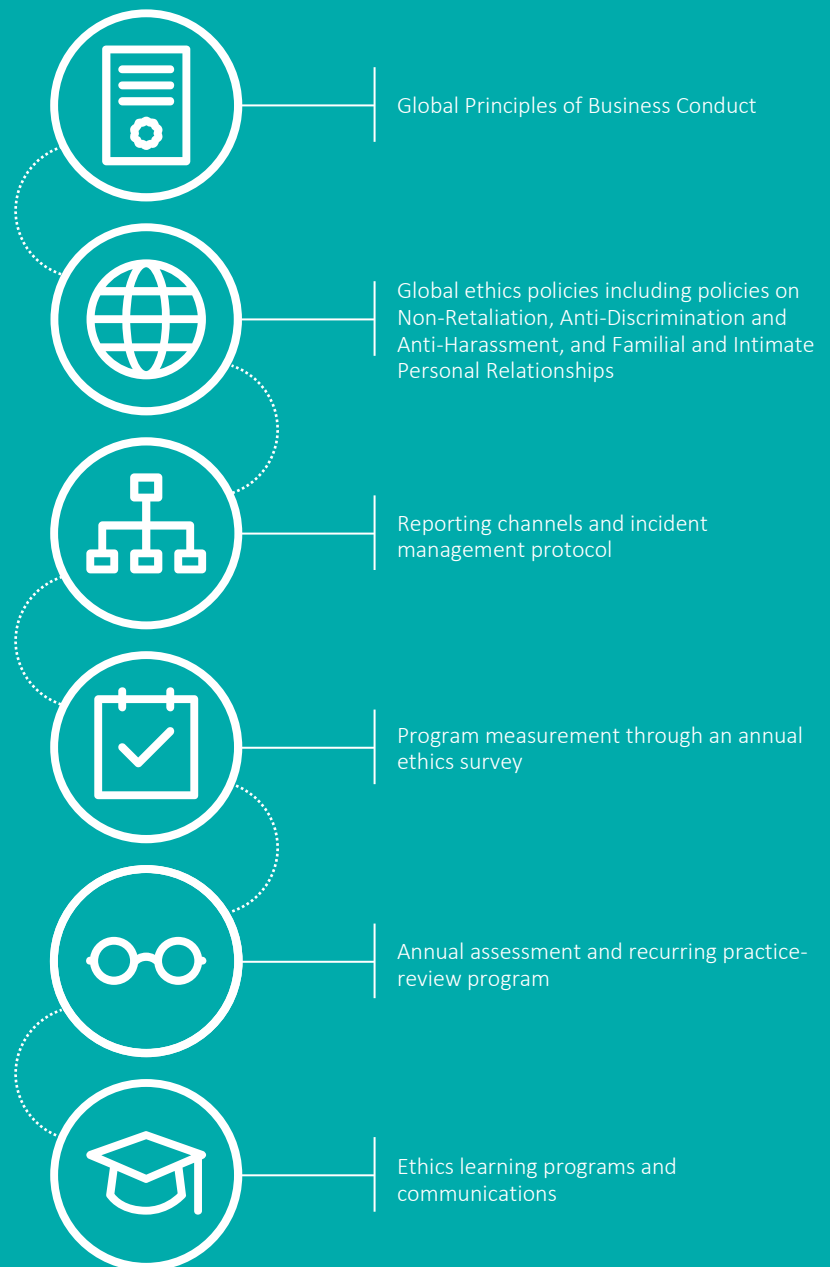 Global Principles of Business Conduct
Global ethics policies including policies on
Non-Retaliation, Anti-Discrimination and
Anti-Harassment, and Familial and Intimate
Personal Relationships
Reporting channels and incident
management protocol
Program measurement through an annual
ethics survey
Annual assessment and recurring practice-
review program
Ethics learning programs and
communications